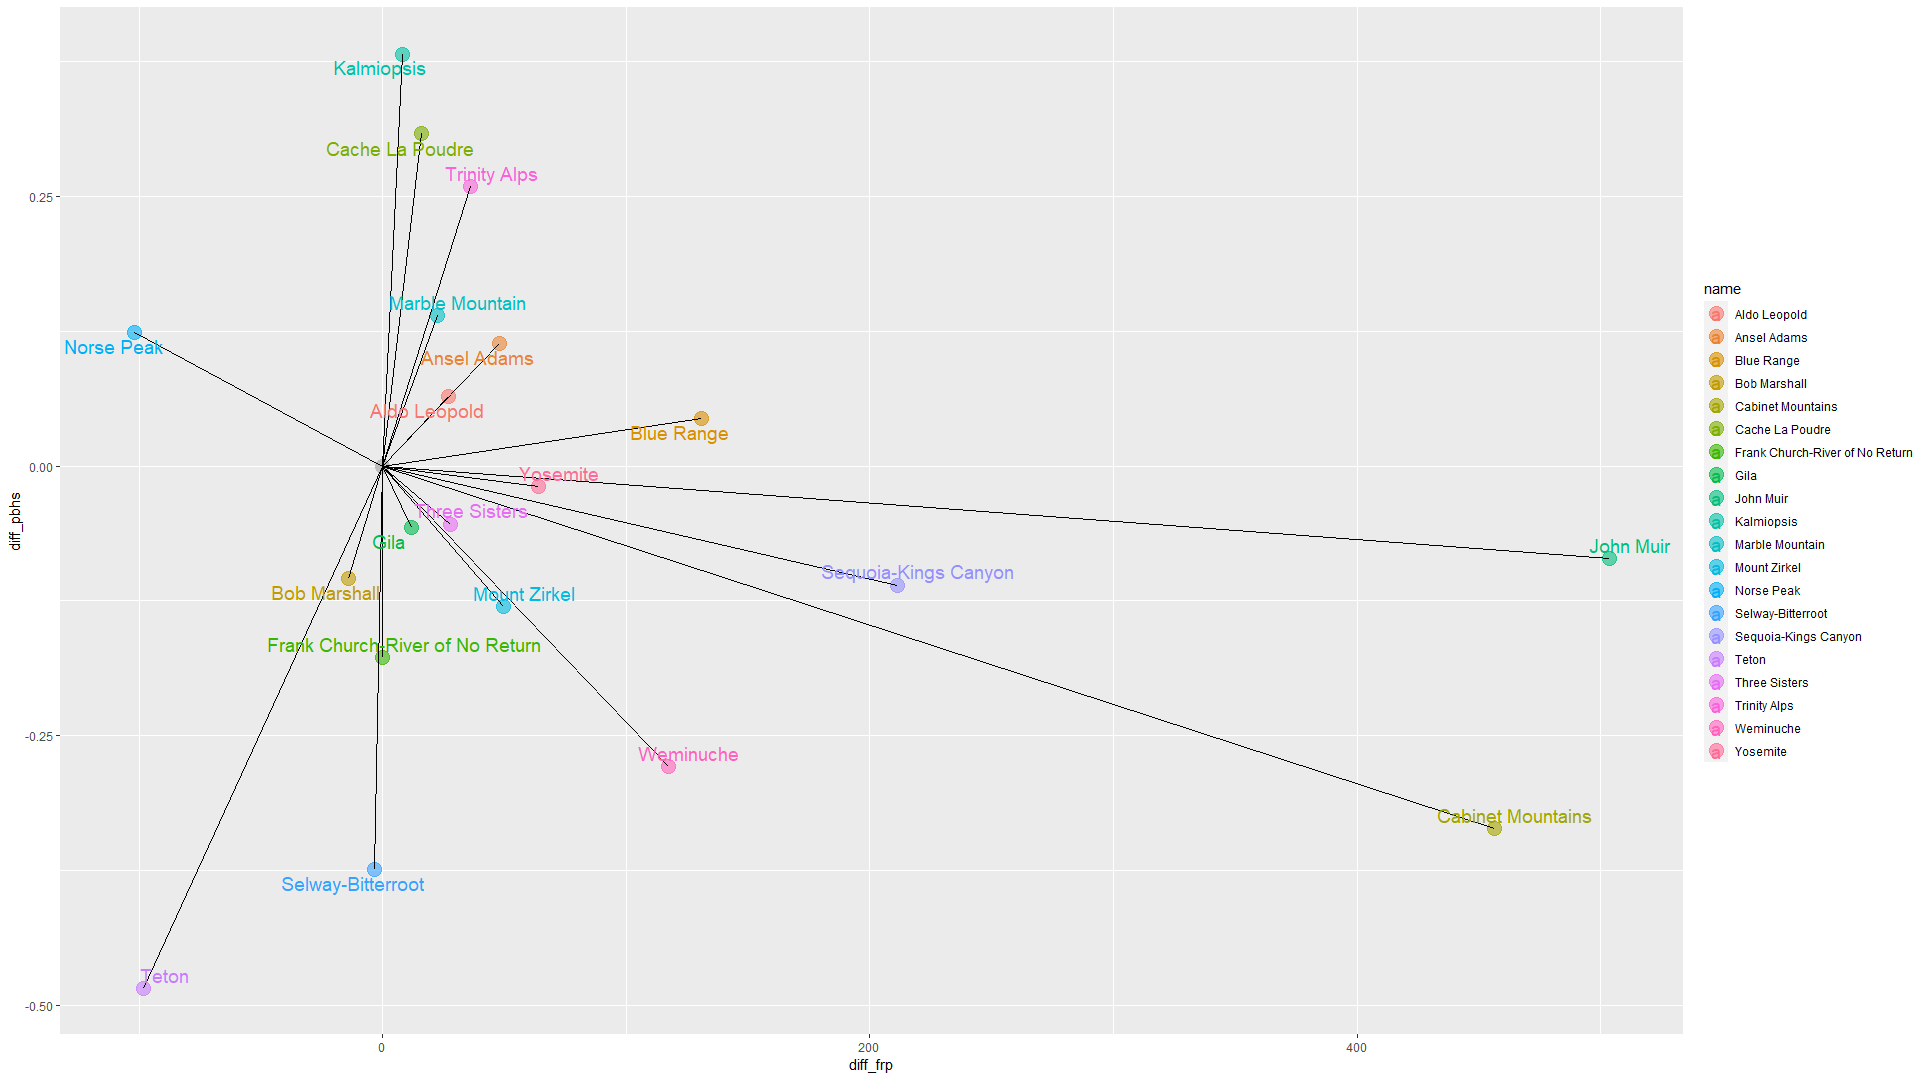 Kalmiopsis
Cache La Poudre
Trinity Alps
0.25
Marble Mountain
Norse Peak
Ansel Adams
Aldo Leopold
Blue Range
0.00
Yosemite
Three Sisters
diff_pbhs
Gila
John Muir
Sequoia-Kings Canyon
Bob Marshall
Mount Zirkel
Frank Church-River of No Return
-0.25
Weminuche
Cabinet Mountains
Selway-Bitterroot
Teton
-0.50
0
200
400
diff_frp
name
a Aldo Leopold
a Ansel Adams
a Blue Range
a Bob Marshall
a Cabinet Mountains
a Cache La Poudre
a Frank Church-River of No Return
a Gila
a John Muir
a Kalmiopsis
a Marble Mountain
a Mount Zirkel
a Norse Peak
a Selway-Bitterroot
a Sequoia-Kings Canyon
a Teton
a Three Sisters
a Trinity Alps
a Weminuche
a Yosemite